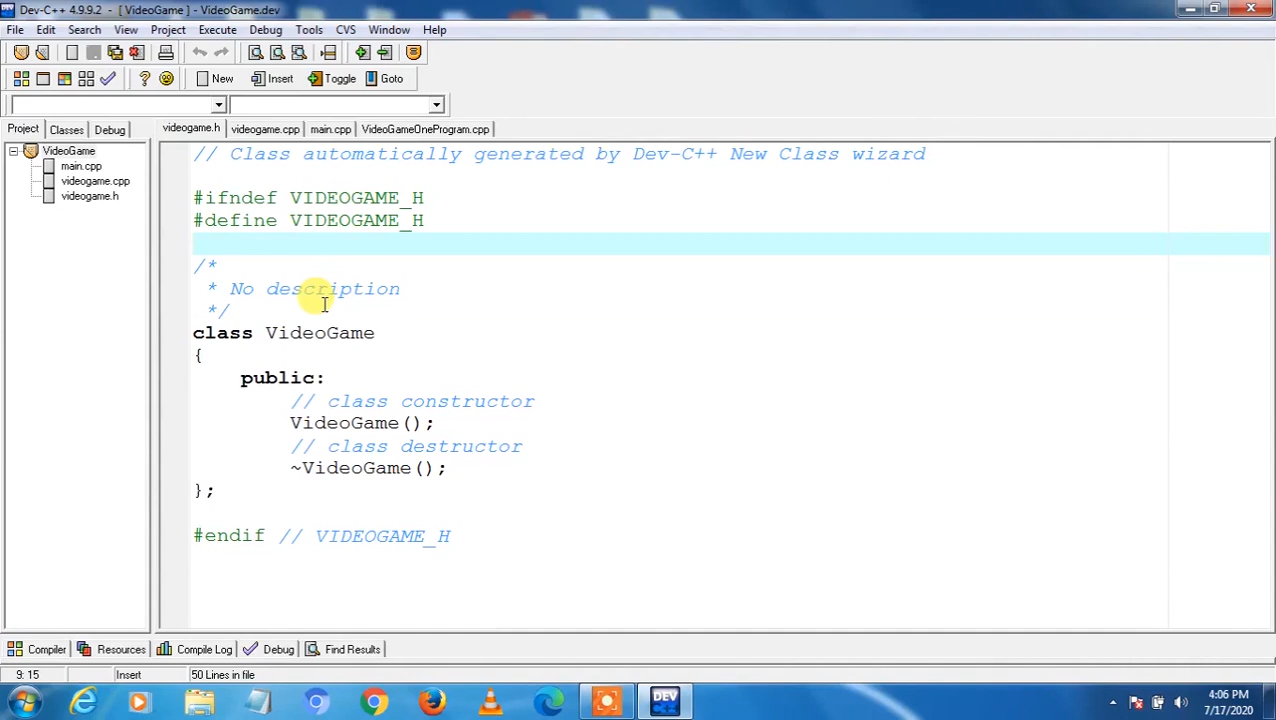 Dev-C++ 4.9.9.2 - [ VideoGame ] - VideoGame.dev
File Edit Search View Project Execute Debug Tools CVS Window Help
New Insert Toggle Goto
Project Classes Debug
videogame.h videogame.cpp main.cpp VideoGameOneProgram.cpp
VideoGame
main.cpp
videogame.cpp
videogame.h
// Class automatically generated by Dev-C++ New Class wizard
#ifndef VIDEOGAME_H
#define VIDEOGAME_H
/*
* No description
*/
class VideoGame
{
public:
// class constructor
VideoGame();
// class destructor
~VideoGame();
};
#endif // VIDEOGAME_H
Compiler Resources Compile Log Debug Find Results
9: 15 Insert 50 Lines in file
DEV
4:06 PM
7/17/2020